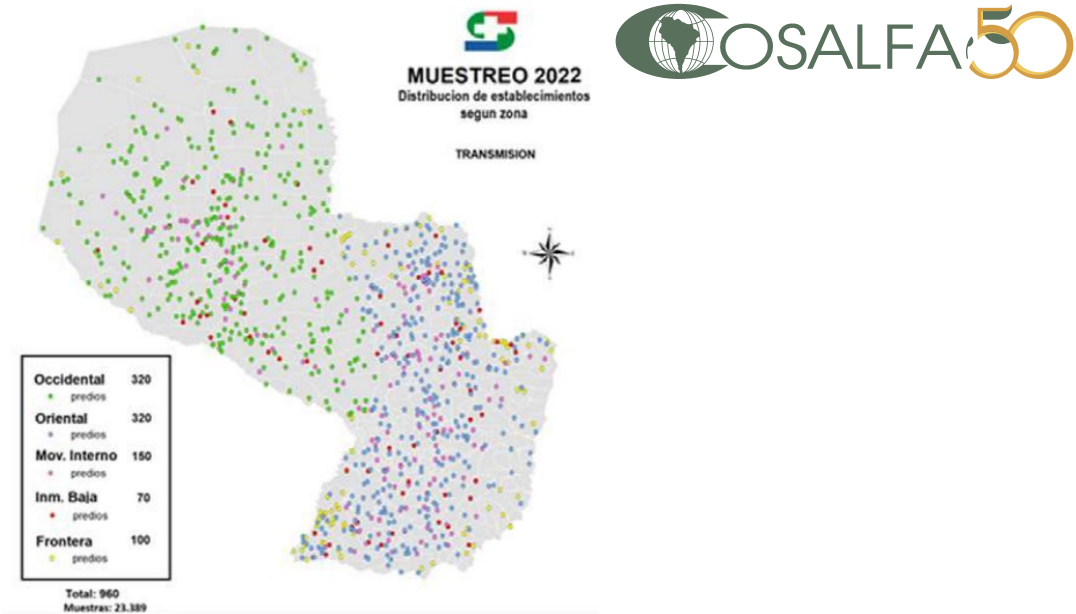 COSALFA 50
MUESTREO 2022
Distribucion de establecimientos
segun zona
TRANSMISION
Occidental 320
predios
Oriental 320
predios
Mov. Interno 150
predios
Inm. Baja 70
predios
Frontera 100
predios
Total: 960
Muestras: 23.389